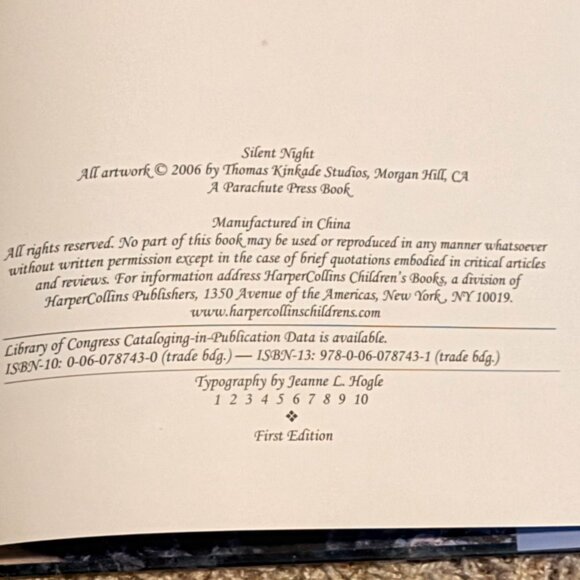 Silent Night
All artwork © 2006 by Thomas Kinkade Studios, Morgan Hill, CA
A Parachute Press Book
Manufactured in China
All rights reserved. No part of this book may be used or reproduced in any manner whatsoever
without written permission except in the case of brief quotations embodied in critical articles
and reviews. For information address HarperCollins Children's Books, a division of
HarperCollins Publishers, 1350 Avenue of the Americas, New York, NY 10019.
www.harpercollinschildrens.com
Library of Congress Cataloging-in-Publication Data is available.
ISBN-10: 0-06-078743-0 (trade bdg.) — ISBN-13: 978-0-06-078743-1 (trade bdg.)
Typography by Jeanne L. Hogle
1 2 3 4 5 6 7 8 9 10
❖
First Edition